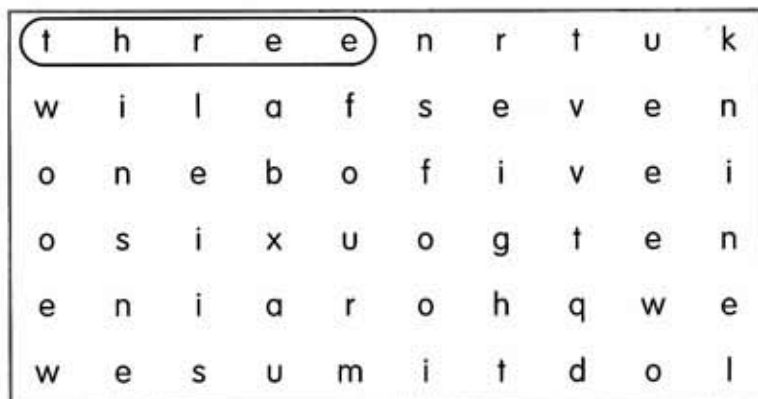 t h r e e n r t u k
w i l a f s e v e n
o n e b o f i v e i
o s i x u o g t e n
e n i a r o h q w e
w e s u m i t d o l